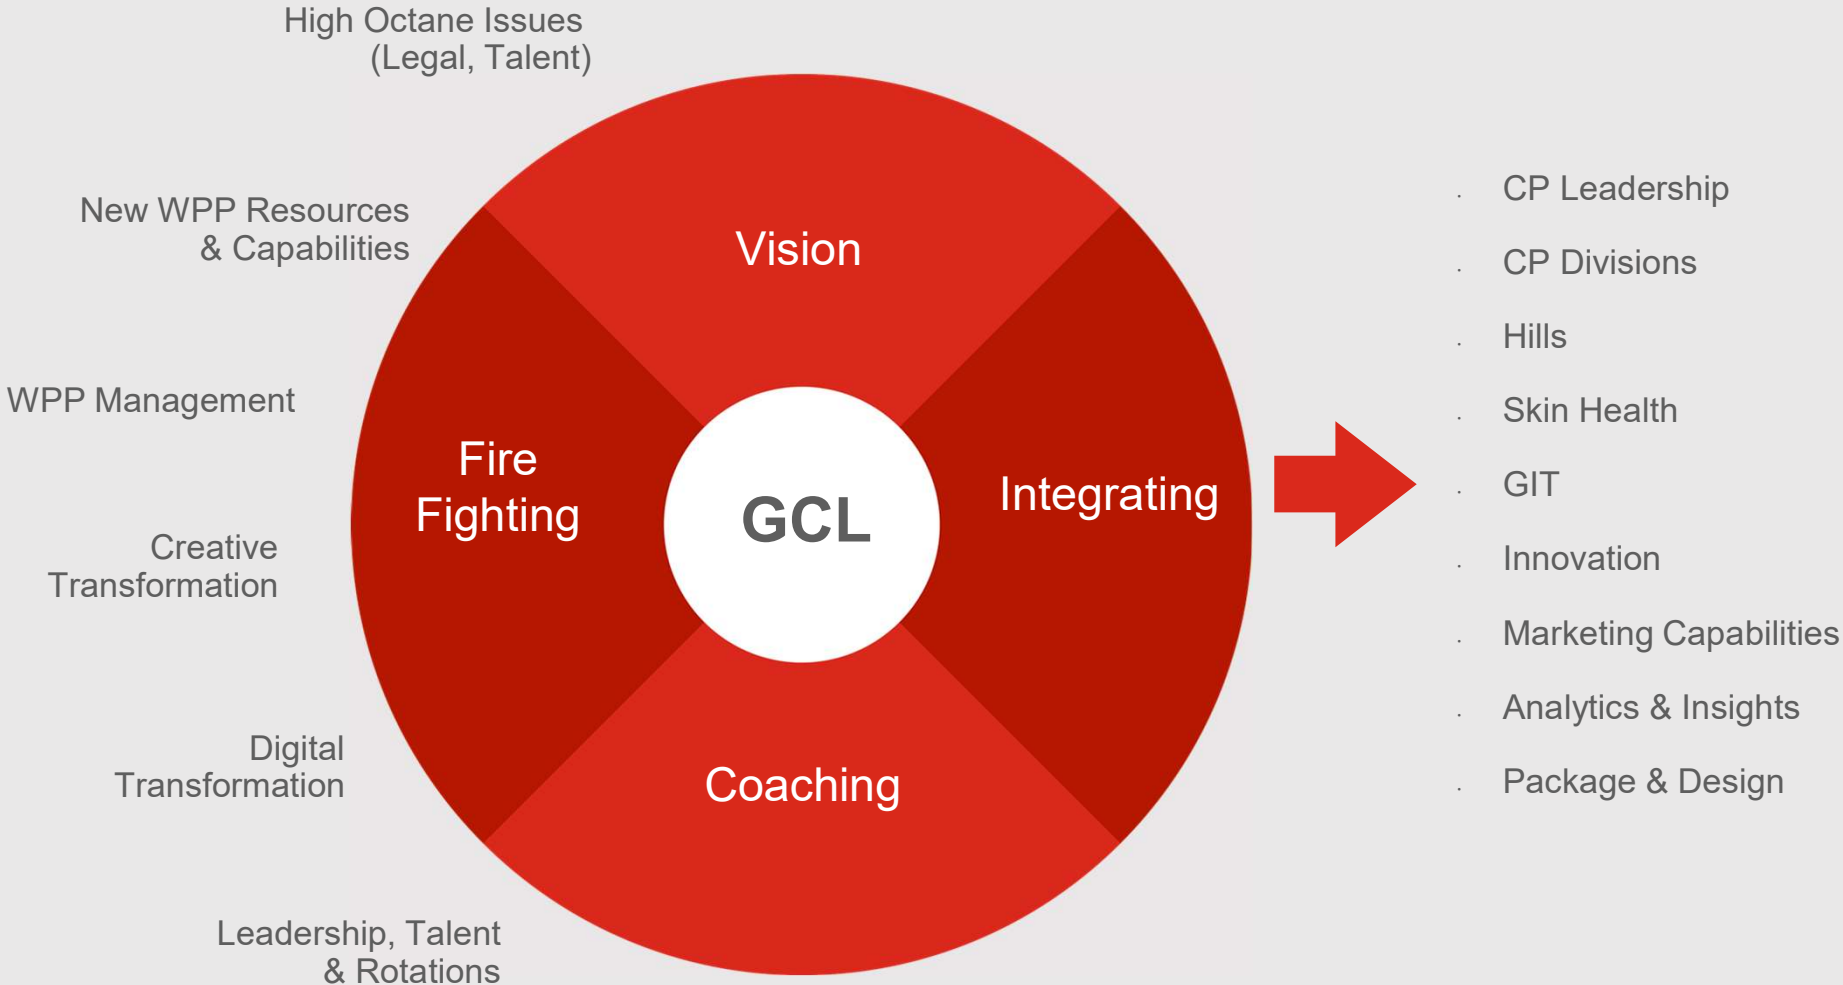 High Octane Issues
(Legal, Talent)
New WPP Resources
& Capabilities
WPP Management
Creative
Transformation
Digital
Transformation
Leadership, Talent
& Rotations
Vision
Fire
Fighting
GCL
Integrating
Coaching
· CP Leadership
· CP Divisions
· Hills
· Skin Health
· GIT
· Innovation
· Marketing Capabilities
· Analytics & Insights
· Package & Design